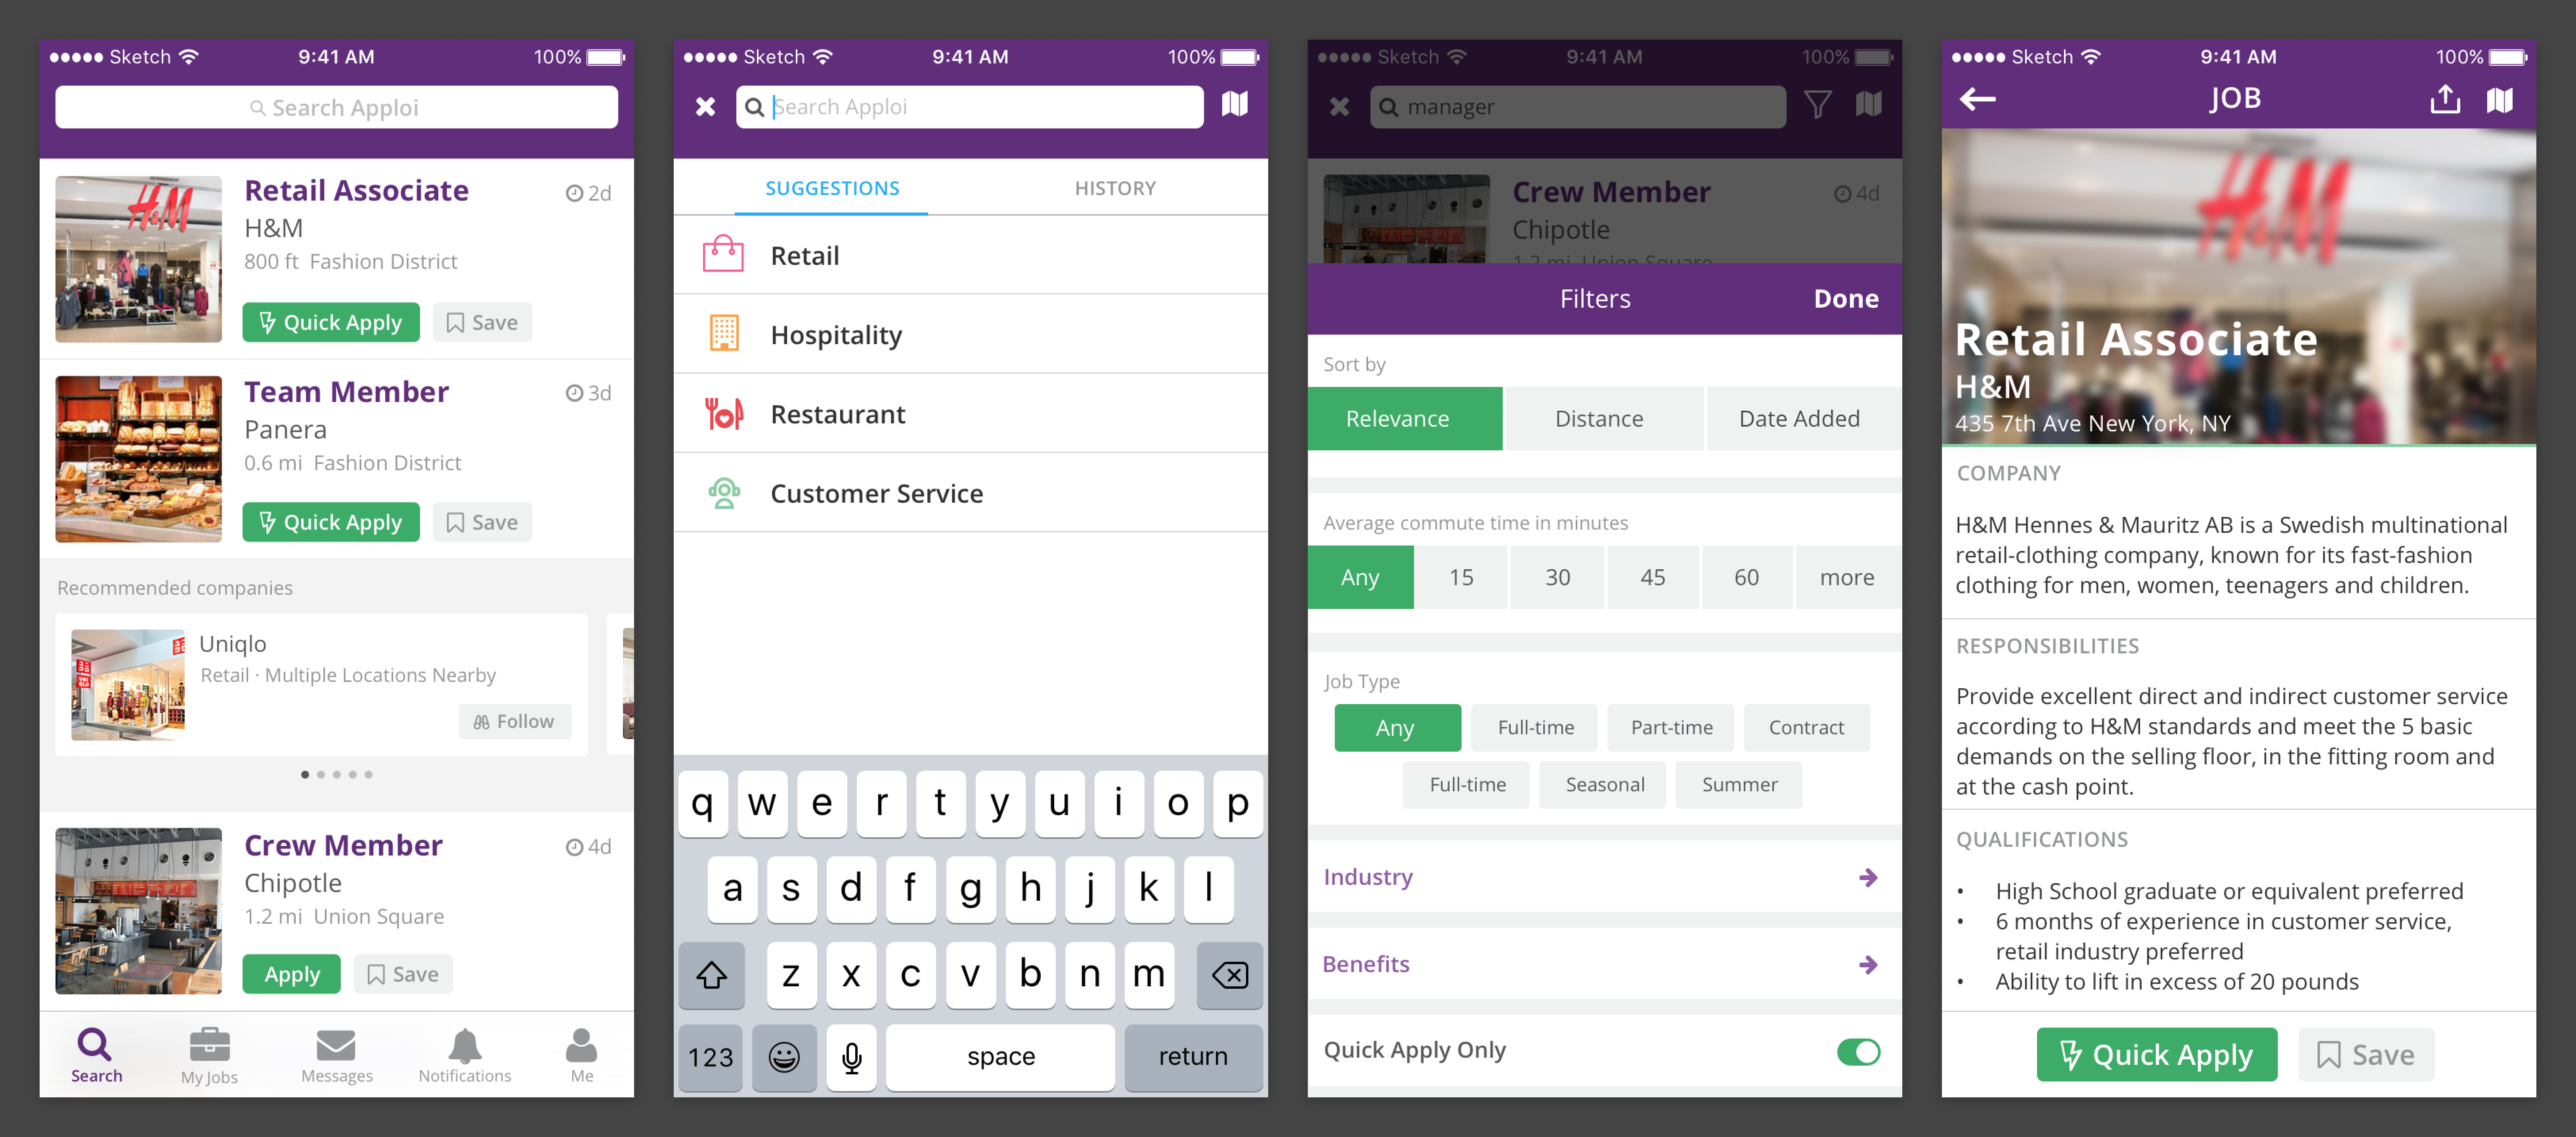 Sketch 9:41 AM 100%
Search Apploi
H&M
Retail Associate
2d
H&M
800 ft Fashion District
Quick Apply
Save
Team Member
3d
Panera
0.6 mi Fashion District
Quick Apply
Save
Recommended companies
Uniqlo
Retail · Multiple Locations Nearby
Follow
Crew Member
4d
Chipotle
1.2 mi Union Square
Apply
Save
Search
My Jobs
Messages
Notifications
Me
Sketch 9:41 AM 100%
Search Apploi
SUGGESTIONS
HISTORY
Retail
Hospitality
Restaurant
Customer Service
q w e r t y u i o p
a s d f g h j k l
z x c v b n m
123 space return
Sketch 9:41 AM 100%
manager
Crew Member
4d
Chipotle
1.2 mi Union Square
Filters
Done
Sort by
Relevance
Distance
Date Added
Average commute time in minutes
Any 15 30 45 60 more
Job Type
Any Full-time Part-time Contract
Full-time Seasonal Summer
Industry
Benefits
Quick Apply Only
Sketch 9:41 AM 100%
JOB
H&M
Retail Associate
H&M
435 7th Ave New York, NY
COMPANY
H&M Hennes & Mauritz AB is a Swedish multinational
retail-clothing company, known for its fast-fashion
clothing for men, women, teenagers and children.
RESPONSIBILITIES
Provide excellent direct and indirect customer service
according to H&M standards and meet the 5 basic
demands on the selling floor, in the fitting room and
at the cash point.
QUALIFICATIONS
• High School graduate or equivalent preferred
• 6 months of experience in customer service,
retail industry preferred
• Ability to lift in excess of 20 pounds
Quick Apply
Save